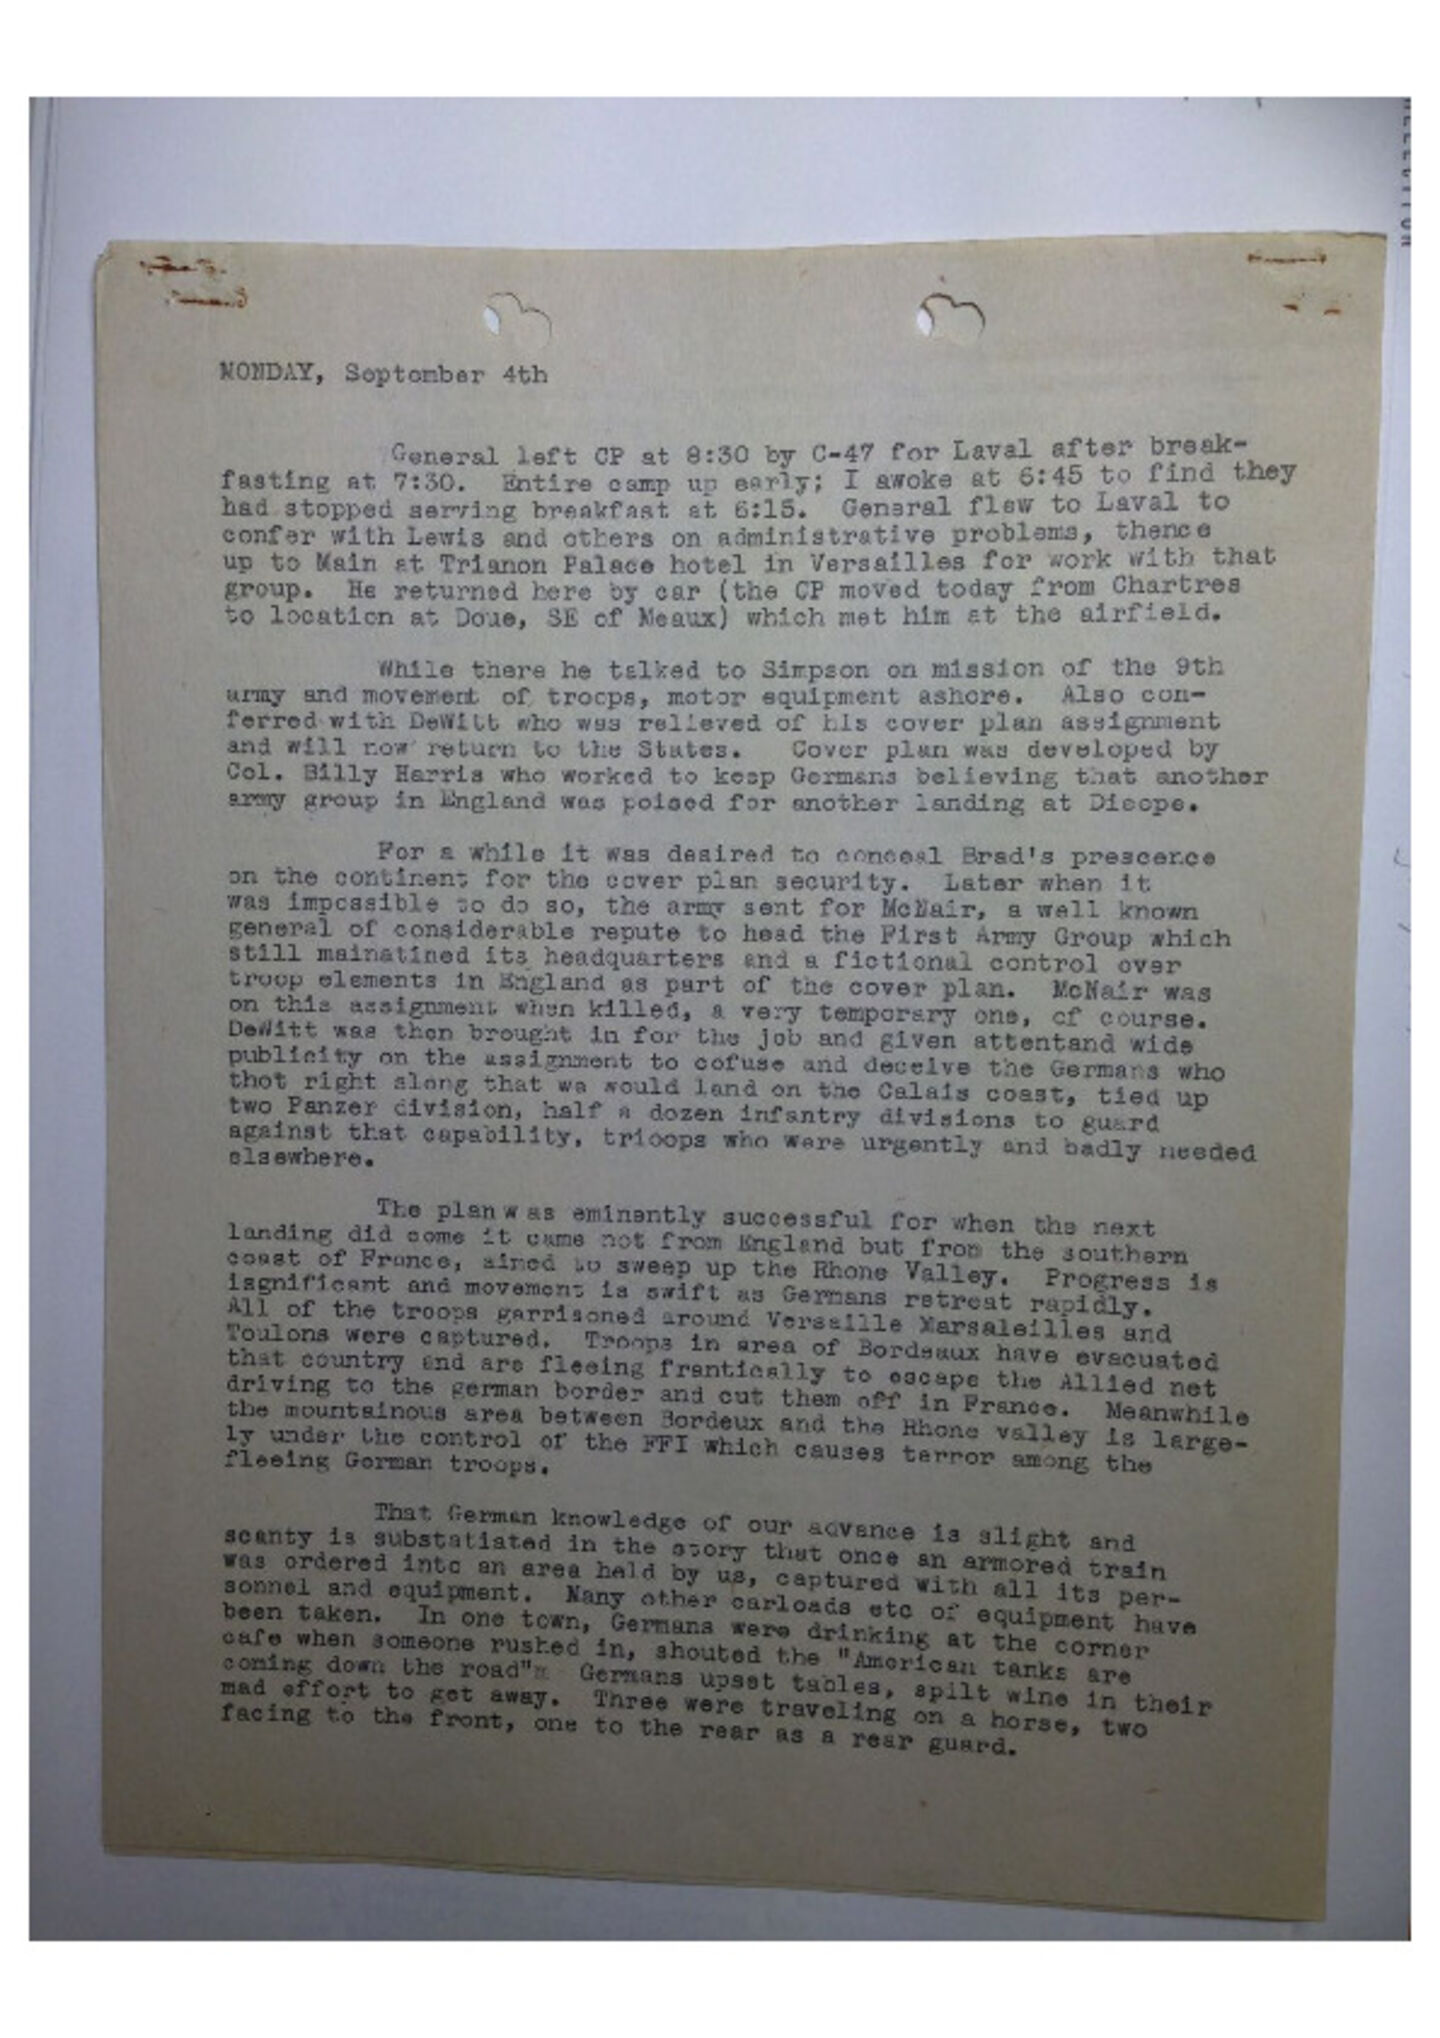 MONDAY, September 4th
General left CP at 8:30 by C-47 for Laval after break-
fasting at 7:30. Entire camp up early; I awoke at 6:45 to find they
had stopped serving breakfast at 6:15. General flew to Laval to
confer with Lewis and others on administrative problems, thence
up to Main at Trianon Palace hotel in Versailles for work with that
group. He returned here by car (the CP moved today from Chartres
to location at Doue, SE of Meaux) which met him at the airfield.
While there he talked to Simpson on mission of the 9th
army and movement of troops, motor equipment ashore. Also con-
ferred with DeWitt who was relieved of his cover plan assignment
and will now return to the States. Cover plan was developed by
Col. Billy Harris who worked to keep Germans believing that another
army group in England was poised for another landing at Dieppe.
For a while it was desired to conceal Brad's prescence
on the continent for the cover plan security. Later when it
was impossible to do so, the army sent for McNair, a well known
general of considerable repute to head the First Army Group which
still mainatined its headquarters and a fictional control over
troop elements in England as part of the cover plan. McNair was
on this assignment when killed, a very temporary one, of course.
DeWitt was then brought in for the job and given attentand wide
publicity on the assignment to cofuse and deceive the Germans who
thot right along that we would land on the Calais coast, tied up
two Panzer division, half a dozen infantry divisions to guard
against that capability, trioops who were urgently and badly needed
elsewhere.
The plan was eminently successful for when the next
landing did come it came not from England but from the southern
coast of France, aimed to sweep up the Rhone Valley. Progress is
isgnificant and movement is swift as Germans retreat rapidly.
All of the troops garrisoned around Versaille Marsaleilles and
Toulons were captured. Troops in area of Bordeaux have evacuated
that country and are fleeing frantically to escape the Allied net
driving to the german border and cut them off in France. Meanwhile
the mountainous area between Bordeux and the Rhone valley is large-
ly under the control of the FFI which causes terror among the
fleeing German troops.
That German knowledge of our advance is slight and
scanty is substatiated in the story that once an armored train
was ordered into an area held by us, captured with all its per-
sonnel and equipment. Many other carloads etc of equipment have
been taken. In one town, Germans were drinking at the corner
cafe when someone rushed in, shouted the "American tanks are
coming down the road" Germans upset tables, spilt wine in their
mad effort to get away. Three were traveling on a horse, two
facing to the front, one to the rear as a rear guard.